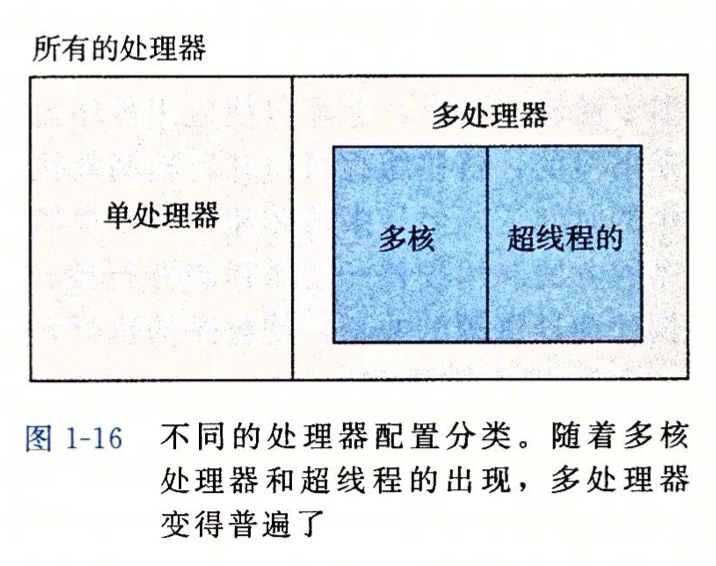 所有的处理器
多处理器
单处理器
多核
超线程的
图 1-16 不同的处理器配置分类。随着多核
处理器和超线程的出现，多处理器
变得普遍了